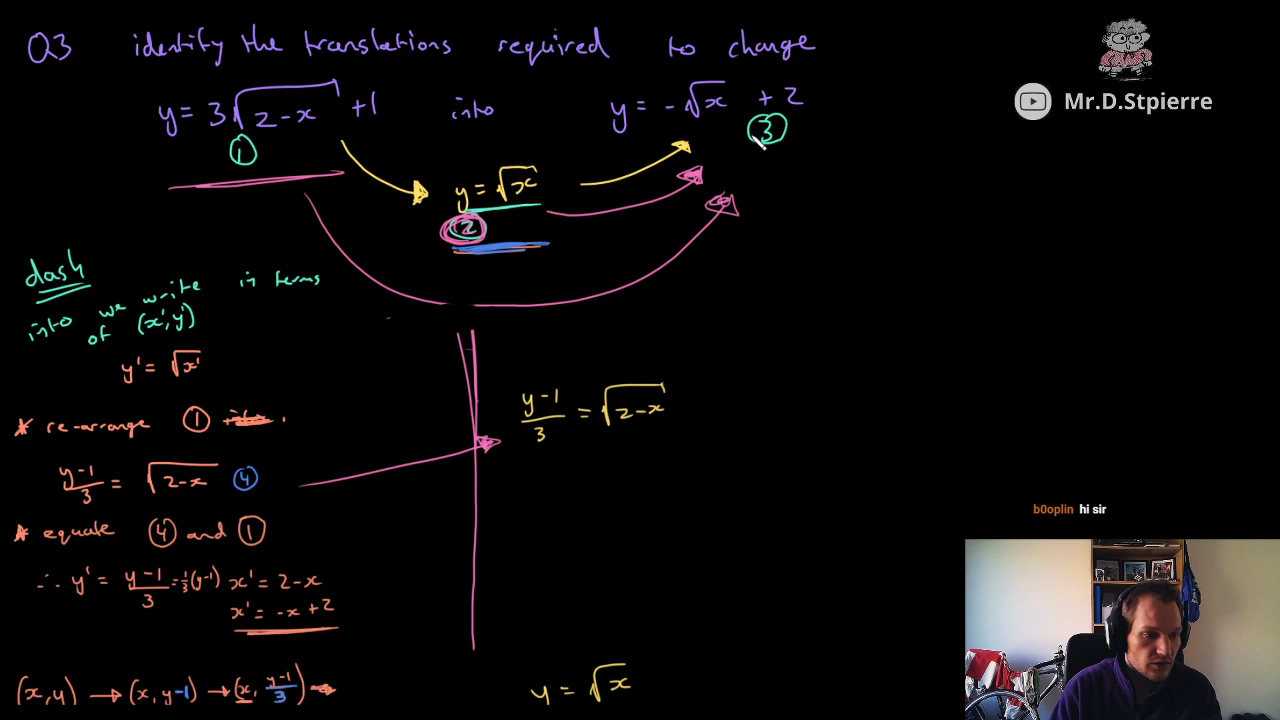 Q3 identify the translations required to change
y = 3√(2-x) + 1 into y = -√x + 2
① ③
y = √x
②
dash
into we write in terms
of (x',y')
y' = √x'
* re-arrange ①
(y-1)/3 = √(2-x) ④
(y-1)/3 = √(2-x)
* equate ④ and ①
∴ y' = (y-1)/3 = 1/3(y-1) x' = 2-x
x' = -x+2
(x,y) → (x, y-1) → (x, (y-1)/3) →
y = √x
Mr.D.Stpierre
b0oplin hi sir